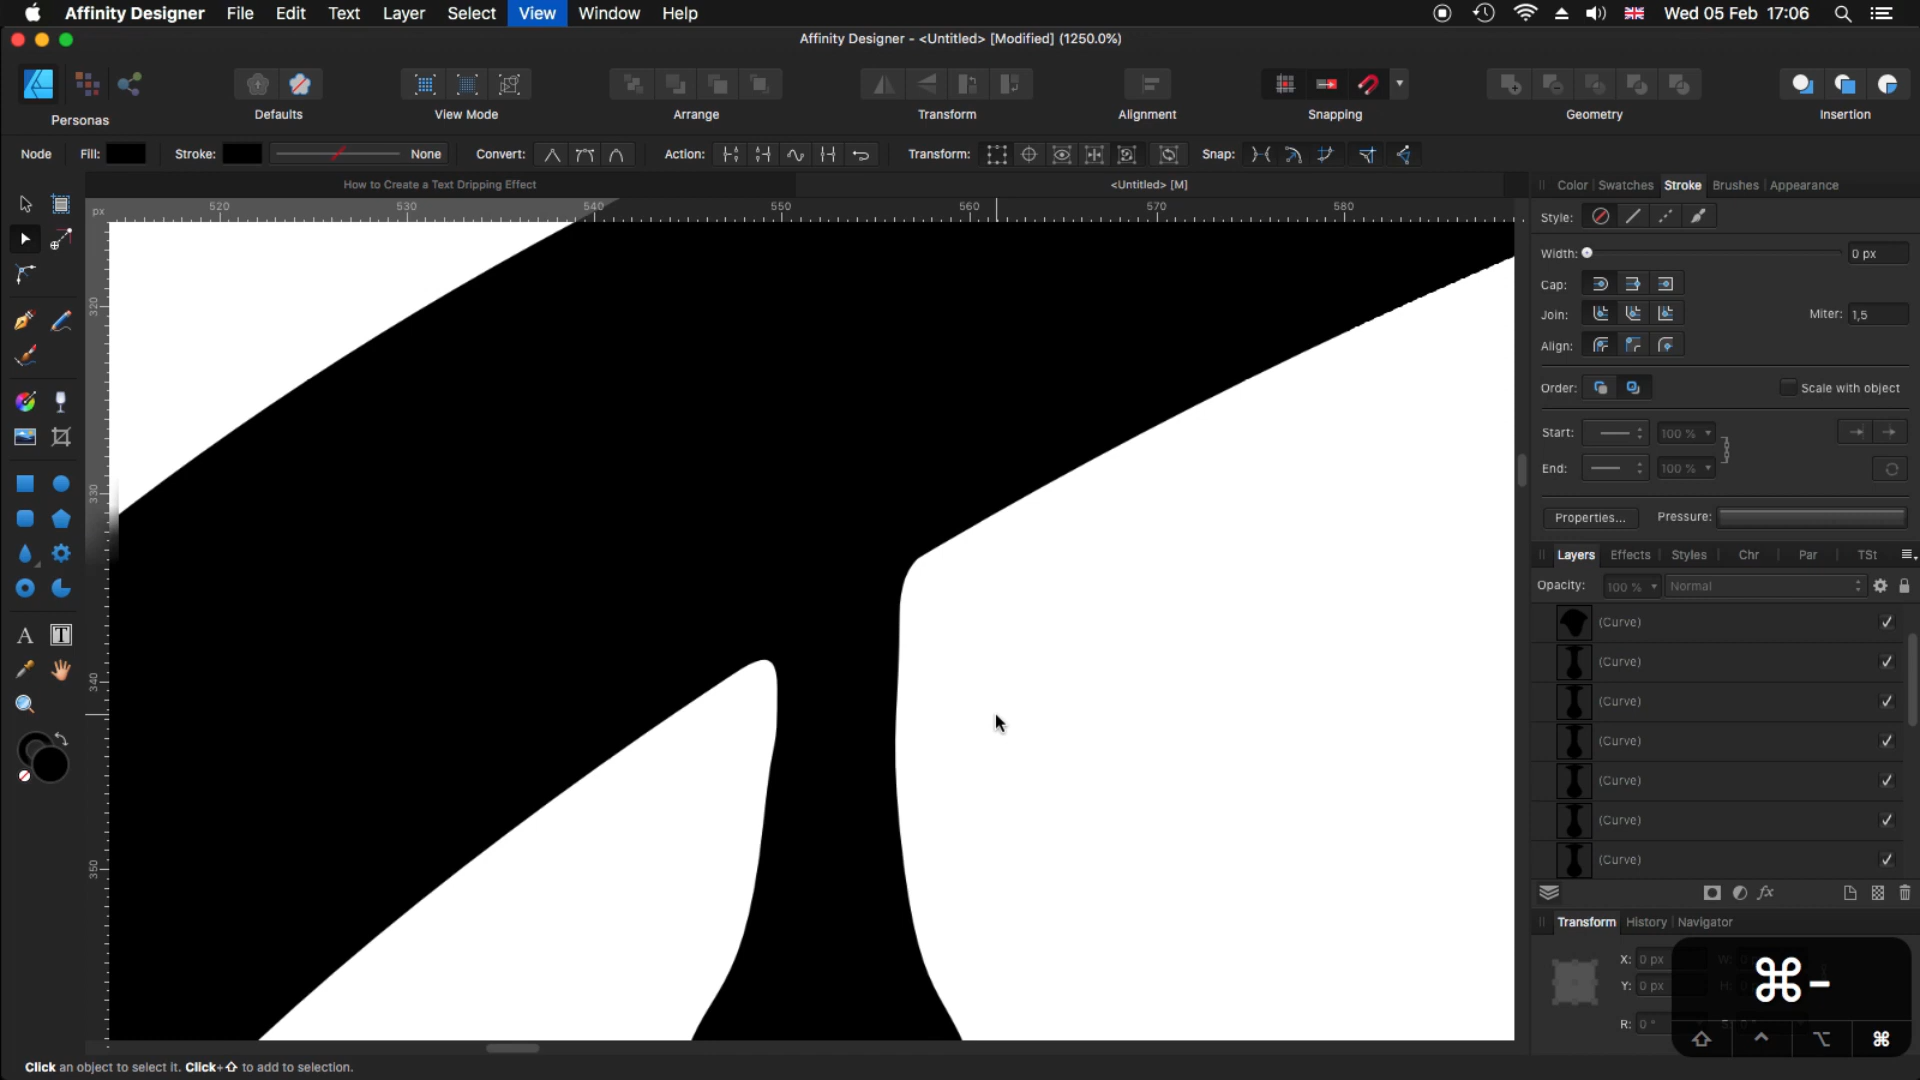 Affinity Designer File Edit Text Layer Select View Window Help Wed 05 Feb 17:06
Affinity Designer - <Untitled> [Modified] (1250.0%)
Personas Defaults View Mode Arrange Transform Alignment Snapping Geometry Insertion
Node Fill: Stroke: None Convert: Action: Transform: Snap:
How to Create a Text Dripping Effect <Untitled> [M]
Color Swatches Stroke Brushes Appearance
px 520 530 540 550 560 570 580
Style:
Width: 0 px
Cap:
320
Join: Miter: 1,5
Align:
Order: Scale with object
Start: 100 %
End: 100 %
330
Properties... Pressure:
Layers Effects Styles Chr Par TSt
Opacity: 100 % Normal
(Curve)
(Curve)
340
(Curve)
(Curve)
(Curve)
(Curve)
350
(Curve)
A T
fx
Transform History Navigator
X: 0 px W:
Y: 0 px H:
R: 0 ° S:
⌘-
⇧ ⌃ ⌥ ⌘
Click an object to select it. Click+⇧ to add to selection.